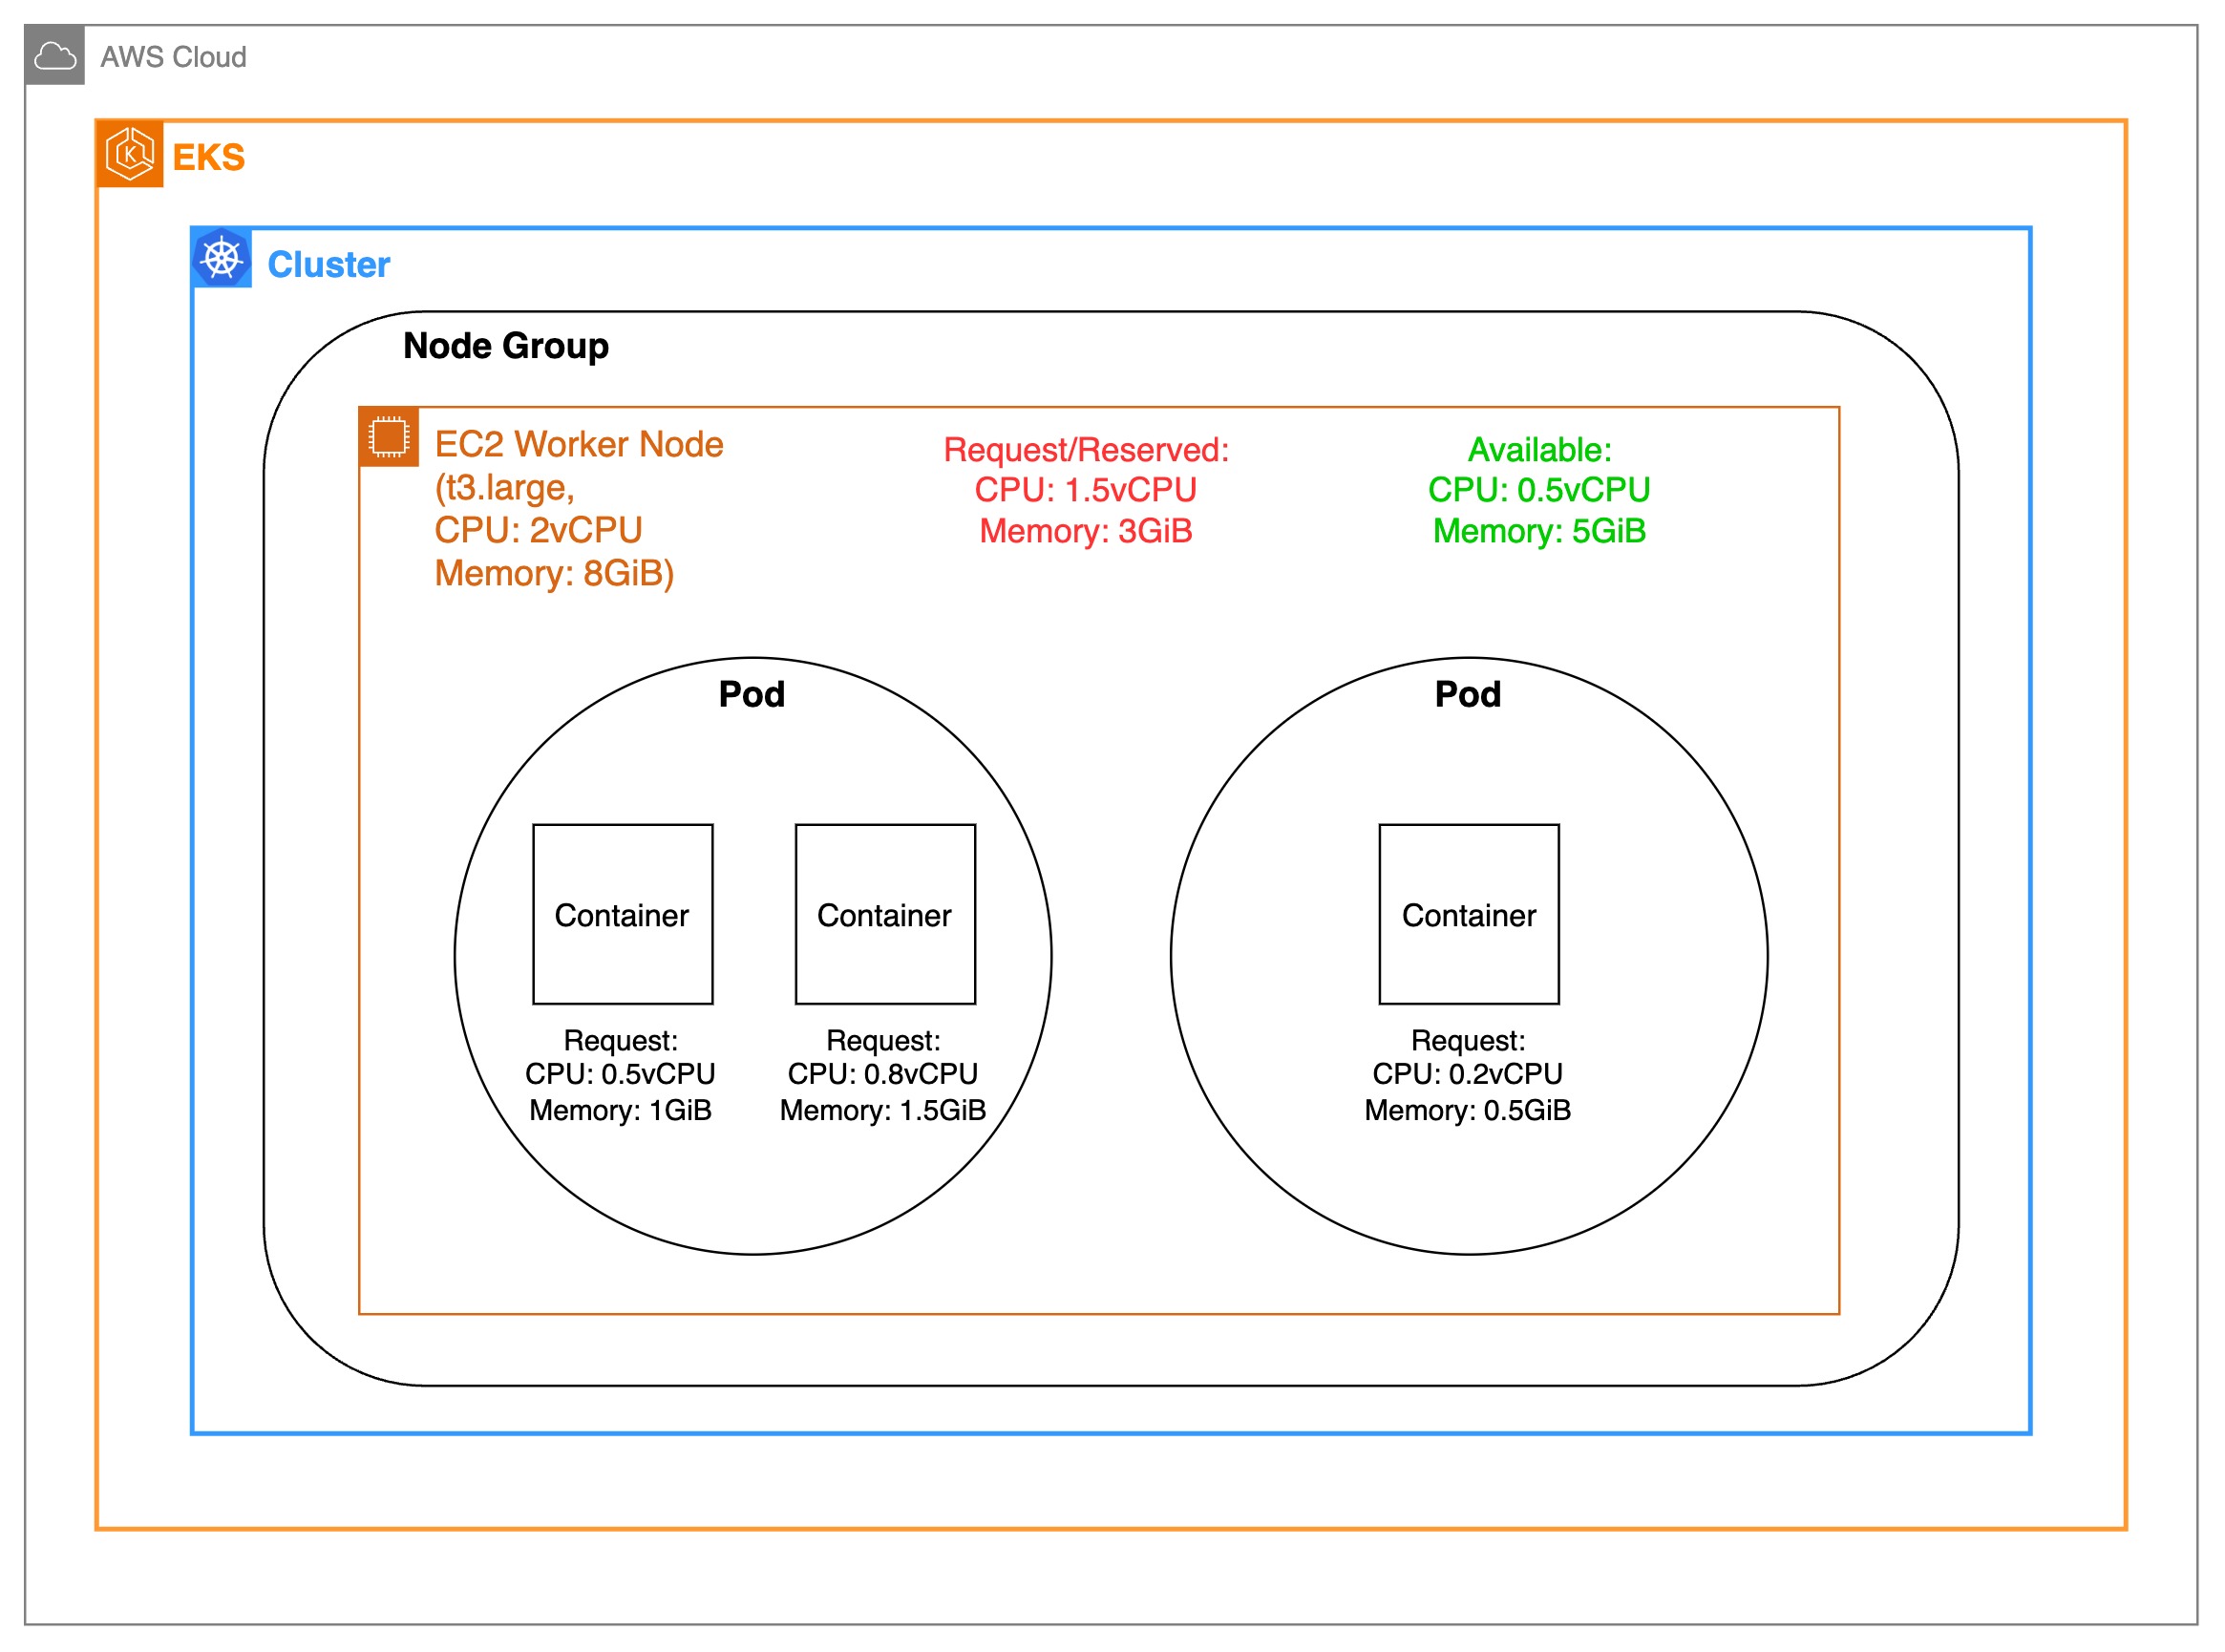 AWS Cloud
EKS
Cluster
Node Group
EC2 Worker Node
(t3.large,
CPU: 2vCPU
Memory: 8GiB)
Request/Reserved:
CPU: 1.5vCPU
Memory: 3GiB
Available:
CPU: 0.5vCPU
Memory: 5GiB
Pod
Container
Request:
CPU: 0.5vCPU
Memory: 1GiB
Container
Request:
CPU: 0.8vCPU
Memory: 1.5GiB
Pod
Container
Request:
CPU: 0.2vCPU
Memory: 0.5GiB